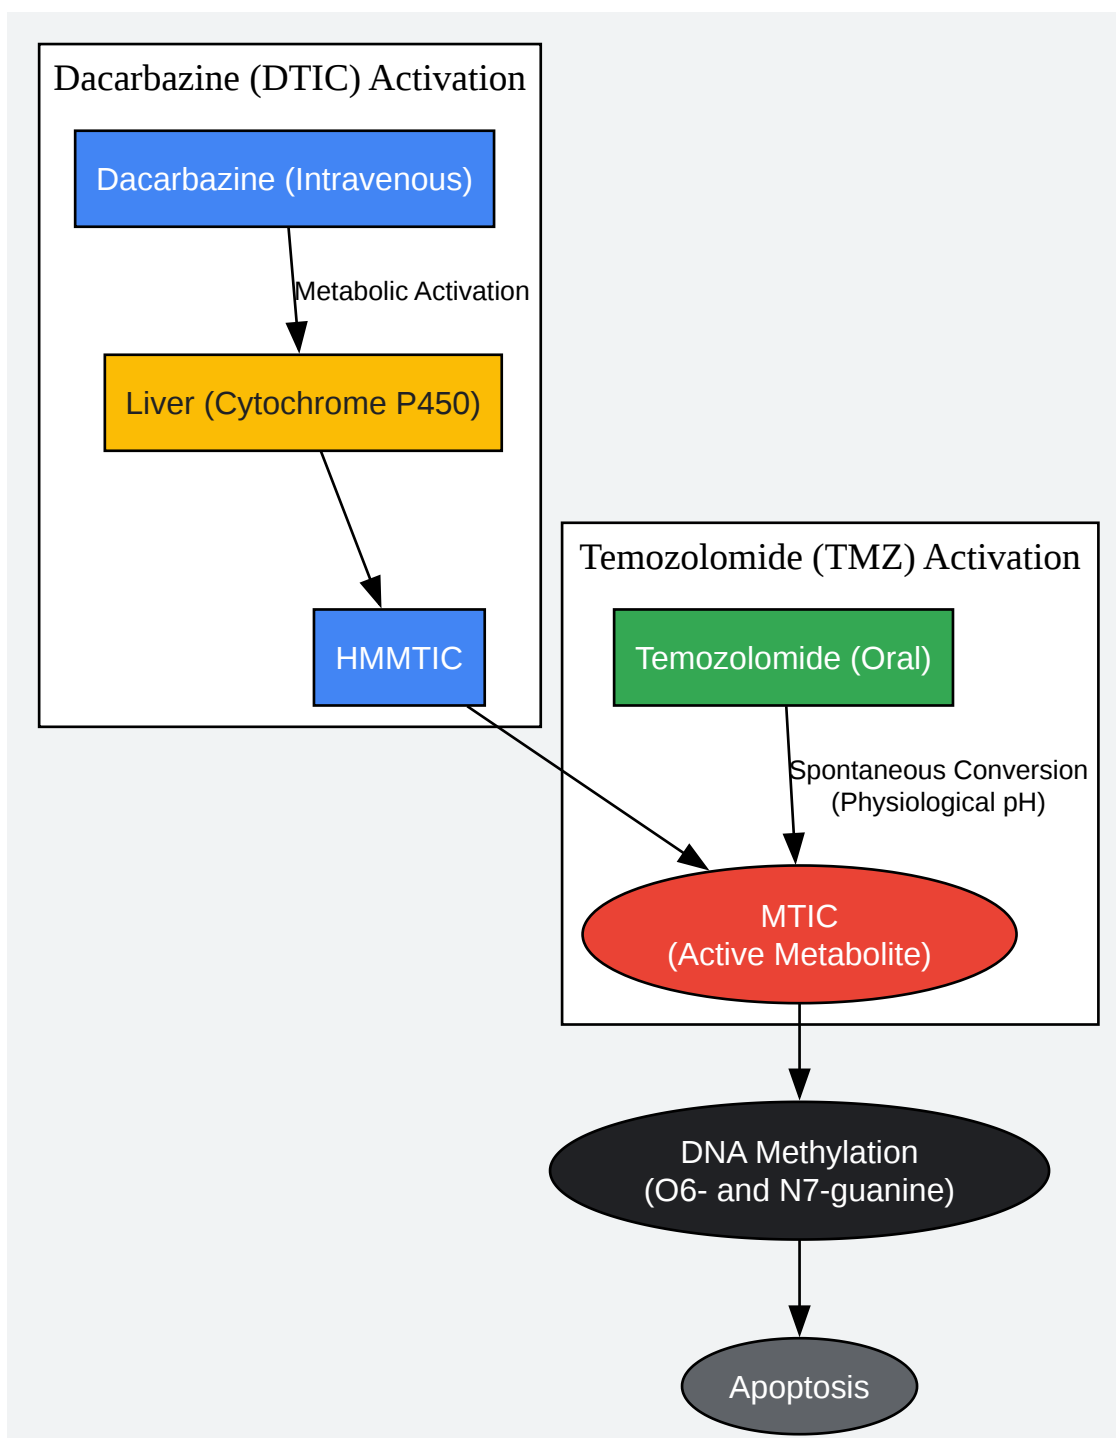 Dacarbazine (DTIC) Activation
Dacarbazine (Intravenous)
Metabolic Activation
Liver (Cytochrome P450)
HMMTIC
Temozolomide (TMZ) Activation
Temozolomide (Oral)
Spontaneous Conversion
(Physiological pH)
MTIC
(Active Metabolite)
DNA Methylation
(O6- and N7-guanine)
Apoptosis